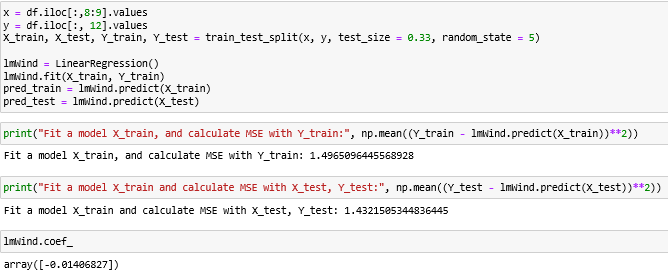 x = df.iloc[:,8:9].values
y = df.iloc[:, 12].values
X_train, X_test, Y_train, Y_test = train_test_split(x, y, test_size = 0.33, random_state = 5)
lmWind = LinearRegression()
lmWind.fit(X_train, Y_train)
pred_train = lmWind.predict(X_train)
pred_test = lmWind.predict(X_test)
print("Fit a model X_train, and calculate MSE with Y_train:", np.mean((Y_train - lmWind.predict(X_train))**2))
Fit a model X_train, and calculate MSE with Y_train: 1.4965096445568928
print("Fit a model X_train and calculate MSE with X_test, Y_test:", np.mean((Y_test - lmWind.predict(X_test))**2))
Fit a model X_train and calculate MSE with X_test, Y_test: 1.4321505344836445
lmWind.coef_
array([-0.01406827])